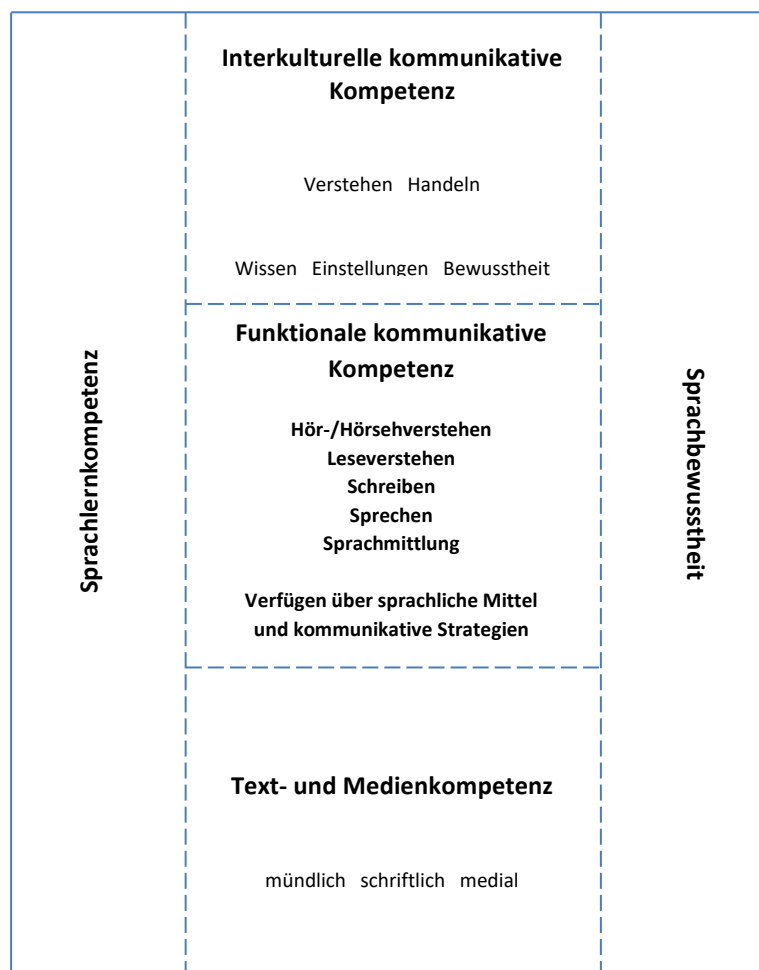 Sprachlernkompetenz
Interkulturelle kommunikative
Kompetenz
Verstehen Handeln
Wissen Einstellungen Bewusstheit
Funktionale kommunikative
Kompetenz
Hör-/Hörsehverstehen
Leseverstehen
Schreiben
Sprechen
Sprachmittlung
Verfügen über sprachliche Mittel
und kommunikative Strategien
Text- und Medienkompetenz
mündlich schriftlich medial
Sprachbewusstheit